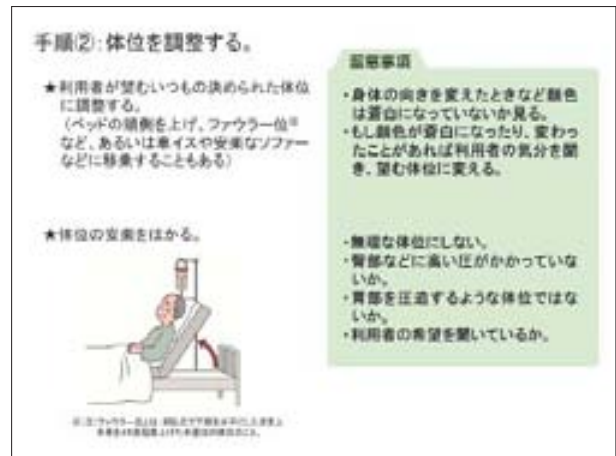 手順②：体位を調整する。
★利用者が望むいつもの決められた体位
に調整する。
（ベッドの頭側を上げ、ファウラー位※
など、あるいは車イスや安楽なソファー
などに移乗することもある）
★体位の安楽をはかる。
留意事項
・身体の向きを変えたときなど顔色
は蒼白になっていないか見る。
・もし顔色が蒼白になったり、変わっ
たことがあれば利用者の気分を聞
き、望む体位に変える。
・無理な体位にしない。
・臀部などに高い圧がかかっていな
いか。
・胃部を圧迫するような体位ではな
いか。
・利用者の希望を聞いているか。